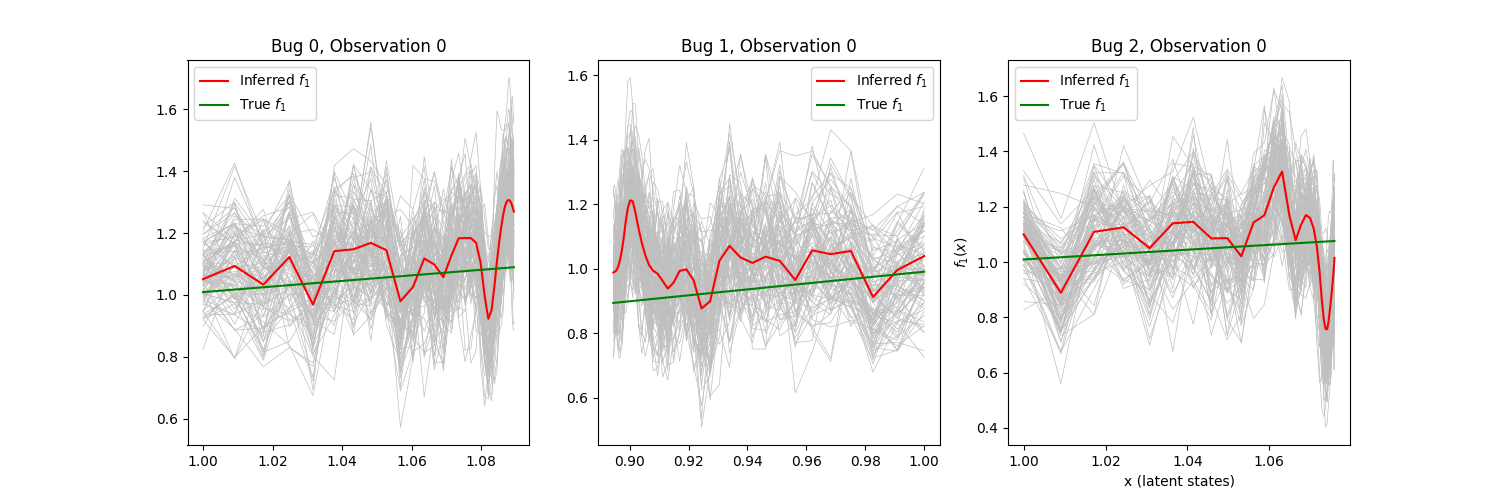 Bug 0, Observation 0
Inferred f₁
True f₁
1.6
1.4
1.2
1.0
0.8
0.6
1.00 1.02 1.04 1.06 1.08
Bug 1, Observation 0
Inferred f₁
True f₁
1.6
1.4
1.2
1.0
0.8
0.6
0.90 0.92 0.94 0.96 0.98 1.00
Bug 2, Observation 0
Inferred f₁
True f₁
f₁(x)
1.6
1.4
1.2
1.0
0.8
0.6
0.4
1.00 1.02 1.04 1.06
x (latent states)